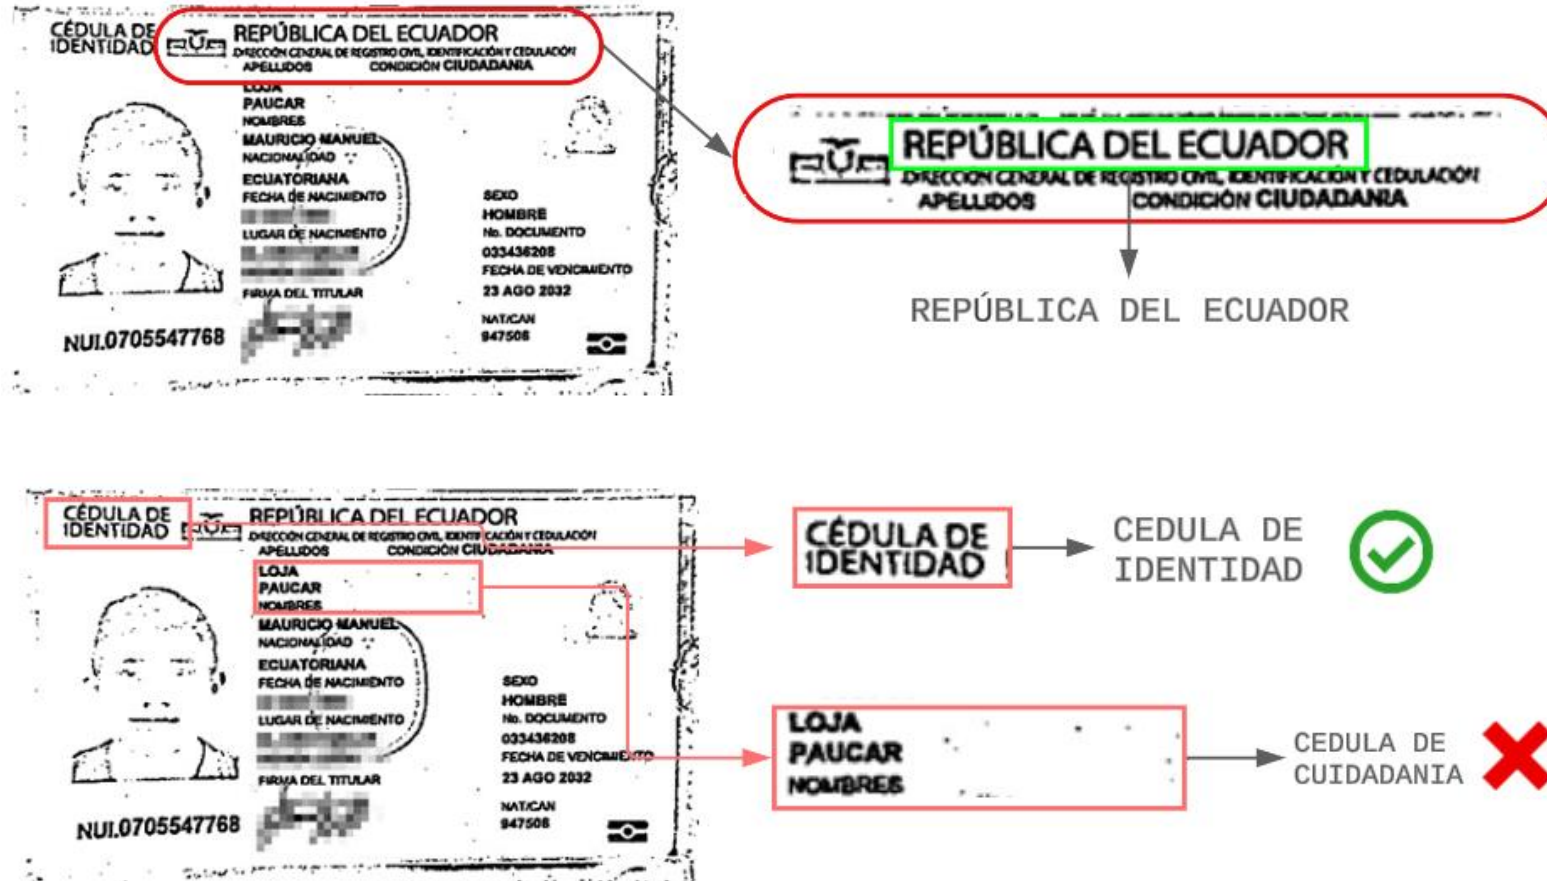 CÉDULA DE
IDENTIDAD
REPÚBLICA DEL ECUADOR
DIRECCIÓN GENERAL DE REGISTRO CIVIL, IDENTIFICACIÓN Y CEDULACIÓN
APELLIDOS CONDICIÓN CIUDADANIA
LOJA
PAUCAR
NOMBRES
MAURICIO MANUEL
NACIONALIDAD
ECUATORIANA
FECHA DE NACIMIENTO
LUGAR DE NACIMIENTO
FIRMA DEL TITULAR
SEXO
HOMBRE
No. DOCUMENTO
033436208
FECHA DE VENCIMIENTO
23 AGO 2032
NAT/CAN
947508
NUI.0705547768
REPÚBLICA DEL ECUADOR
DIRECCIÓN GENERAL DE REGISTRO CIVIL, IDENTIFICACIÓN Y CEDULACIÓN
APELLIDOS CONDICIÓN CIUDADANIA
REPÚBLICA DEL ECUADOR
CÉDULA DE
IDENTIDAD
REPÚBLICA DEL ECUADOR
DIRECCIÓN GENERAL DE REGISTRO CIVIL, IDENTIFICACIÓN Y CEDULACIÓN
APELLIDOS CONDICIÓN CIUDADANIA
LOJA
PAUCAR
NOMBRES
MAURICIO MANUEL
NACIONALIDAD
ECUATORIANA
FECHA DE NACIMIENTO
LUGAR DE NACIMIENTO
FIRMA DEL TITULAR
SEXO
HOMBRE
No. DOCUMENTO
033436208
FECHA DE VENCIMIENTO
23 AGO 2032
NAT/CAN
947508
NUI.0705547768
CÉDULA DE
IDENTIDAD
CEDULA DE
IDENTIDAD
LOJA
PAUCAR
NOMBRES
CEDULA DE
CUIDADANIA